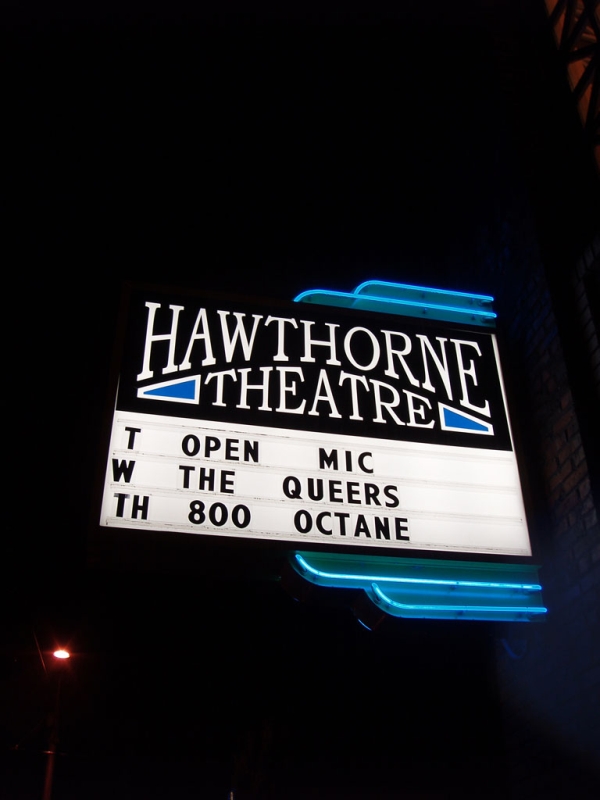 HAWTHORNE
THEATRE
T OPEN MIC
W THE QUEERS
TH 800 OCTANE